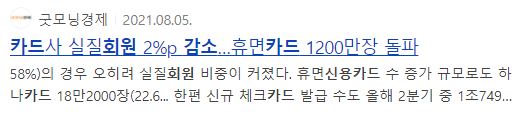 굿모닝경제 2021.08.05.
카드사 실질회원 2%p 감소...휴면카드 1200만장 돌파
58%)의 경우 오히려 실질회원 비중이 커졌다. 휴면신용카드 수 증가 규모로도 하
나카드 18만2000장(22.6... 한편 신규 체크카드 발급 수도 올해 2분기 중 1조749...